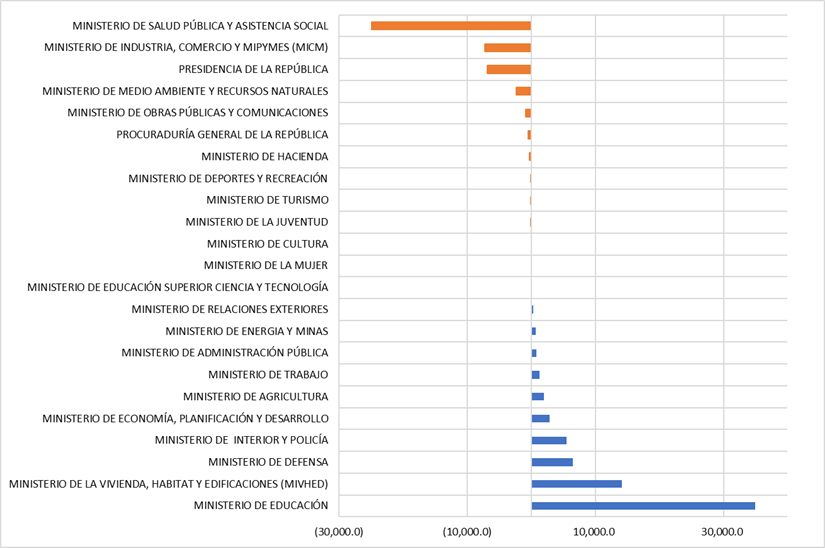 MINISTERIO DE SALUD PÚBLICA Y ASISTENCIA SOCIAL
MINISTERIO DE INDUSTRIA, COMERCIO Y MIPYMES (MICM)
PRESIDENCIA DE LA REPÚBLICA
MINISTERIO DE MEDIO AMBIENTE Y RECURSOS NATURALES
MINISTERIO DE OBRAS PÚBLICAS Y COMUNICACIONES
PROCURADURÍA GENERAL DE LA REPÚBLICA
MINISTERIO DE HACIENDA
MINISTERIO DE DEPORTES Y RECREACIÓN
MINISTERIO DE TURISMO
MINISTERIO DE LA JUVENTUD
MINISTERIO DE CULTURA
MINISTERIO DE LA MUJER
MINISTERIO DE EDUCACIÓN SUPERIOR CIENCIA Y TECNOLOGÍA
MINISTERIO DE RELACIONES EXTERIORES
MINISTERIO DE ENERGIA Y MINAS
MINISTERIO DE ADMINISTRACIÓN PÚBLICA
MINISTERIO DE TRABAJO
MINISTERIO DE AGRICULTURA
MINISTERIO DE ECONOMÍA, PLANIFICACIÓN Y DESARROLLO
MINISTERIO DE  INTERIOR Y POLICÍA
MINISTERIO DE DEFENSA
MINISTERIO DE LA VIVIENDA, HABITAT Y EDIFICACIONES (MIVHED)
MINISTERIO DE EDUCACIÓN
(30,000.0) (10,000.0) 10,000.0 30,000.0